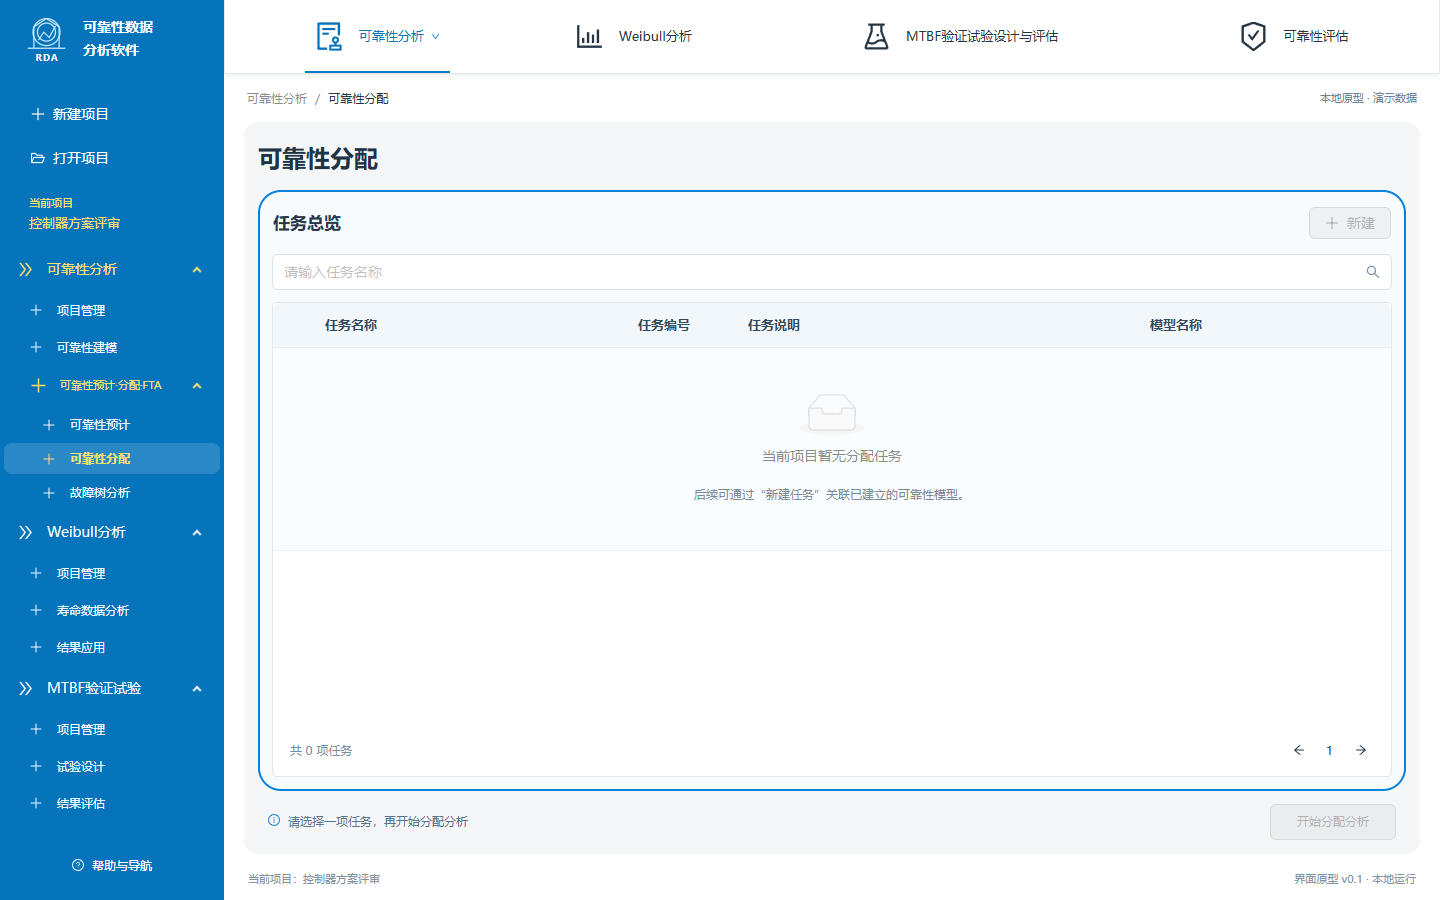 可靠性数据
分析软件
RDA
新建项目
打开项目
当前项目
控制器方案评审
可靠性分析
项目管理
可靠性建模
可靠性预计·分配·FTA
可靠性预计
可靠性分配
故障树分析
Weibull分析
项目管理
寿命数据分析
结果应用
MTBF验证试验
项目管理
试验设计
结果评估
帮助与导航
可靠性分析
Weibull分析
MTBF验证试验设计与评估
可靠性评估
可靠性分析 / 可靠性分配
本地原型 · 演示数据
可靠性分配
任务总览
新建
请输入任务名称
任务名称 任务编号 任务说明 模型名称
当前项目暂无分配任务
后续可通过“新建任务”关联已建立的可靠性模型。
共 0 项任务
1
请选择一项任务，再开始分配分析
开始分配分析
当前项目：控制器方案评审
界面原型 v0.1 · 本地运行